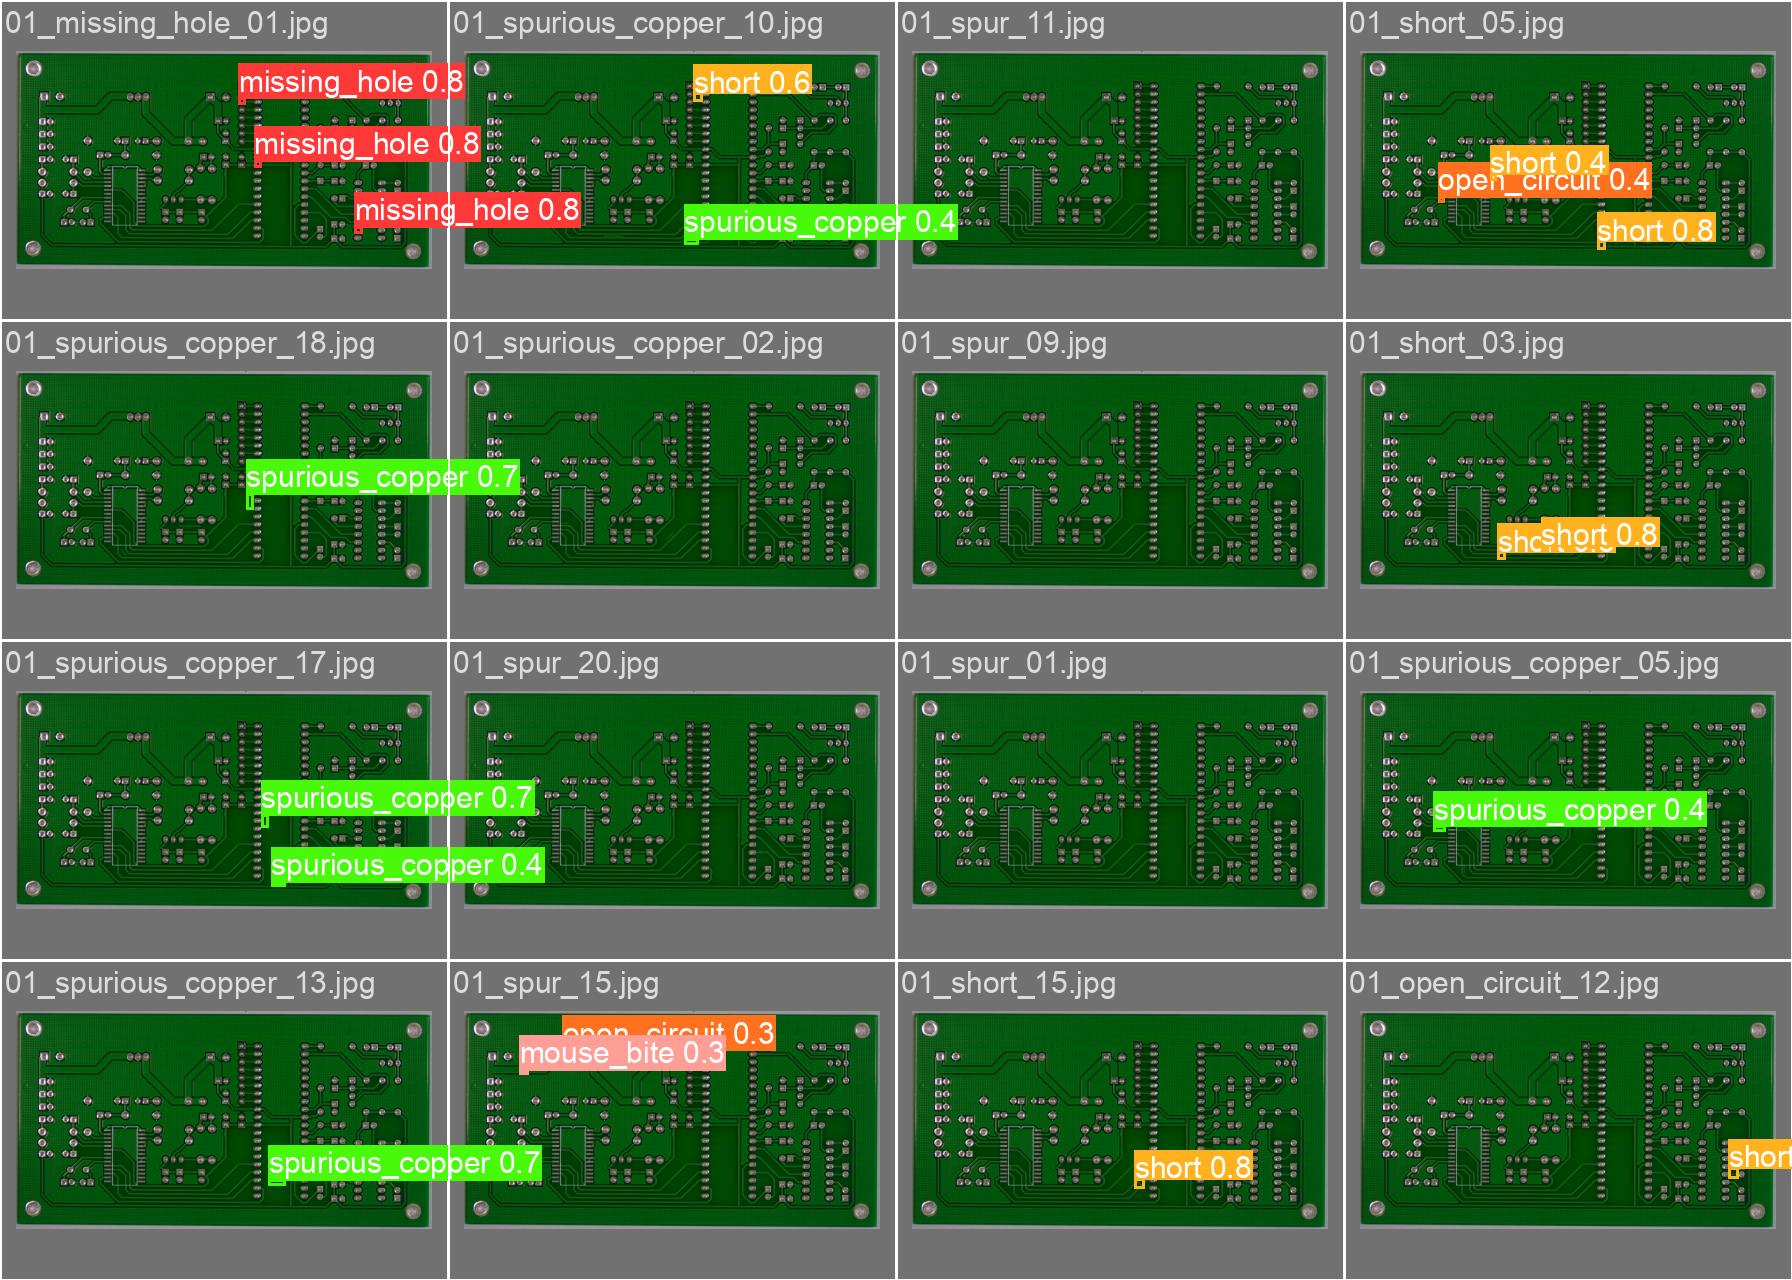 01_missing_hole_01.jpg
missing_hole 0.8
missing_hole 0.8
missing_hole 0.8
01_spurious_copper_10.jpg
short 0.6
spurious_copper 0.4
01_spur_11.jpg
01_short_05.jpg
short 0.4
open_circuit 0.4
short 0.8
01_spurious_copper_18.jpg
spurious_copper 0.7
01_spurious_copper_02.jpg
01_spur_09.jpg
01_short_03.jpg
short 0.8
01_spurious_copper_17.jpg
spurious_copper 0.7
spurious_copper 0.4
01_spur_20.jpg
01_spur_01.jpg
01_spurious_copper_05.jpg
spurious_copper 0.4
01_spurious_copper_13.jpg
spurious_copper 0.7
01_spur_15.jpg
open_circuit 0.3
mouse_bite 0.3
01_short_15.jpg
short 0.8
01_open_circuit_12.jpg
short